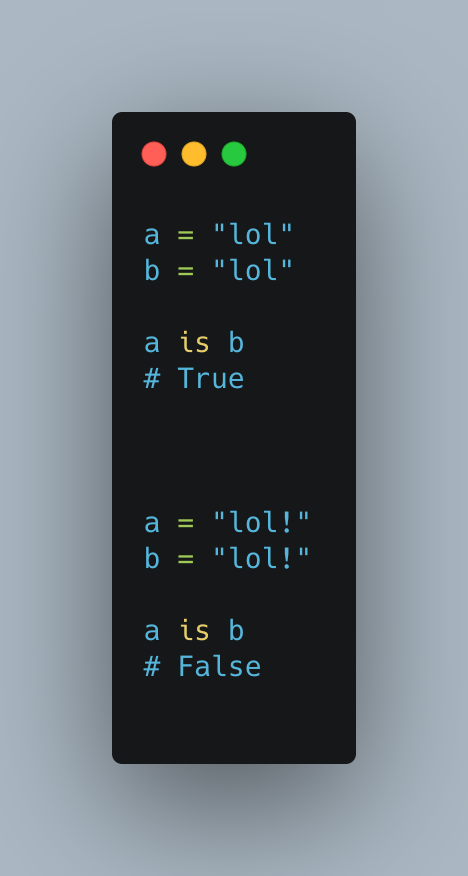 a = "lol"
b = "lol"
a is b
# True
a = "lol!"
b = "lol!"
a is b
# False